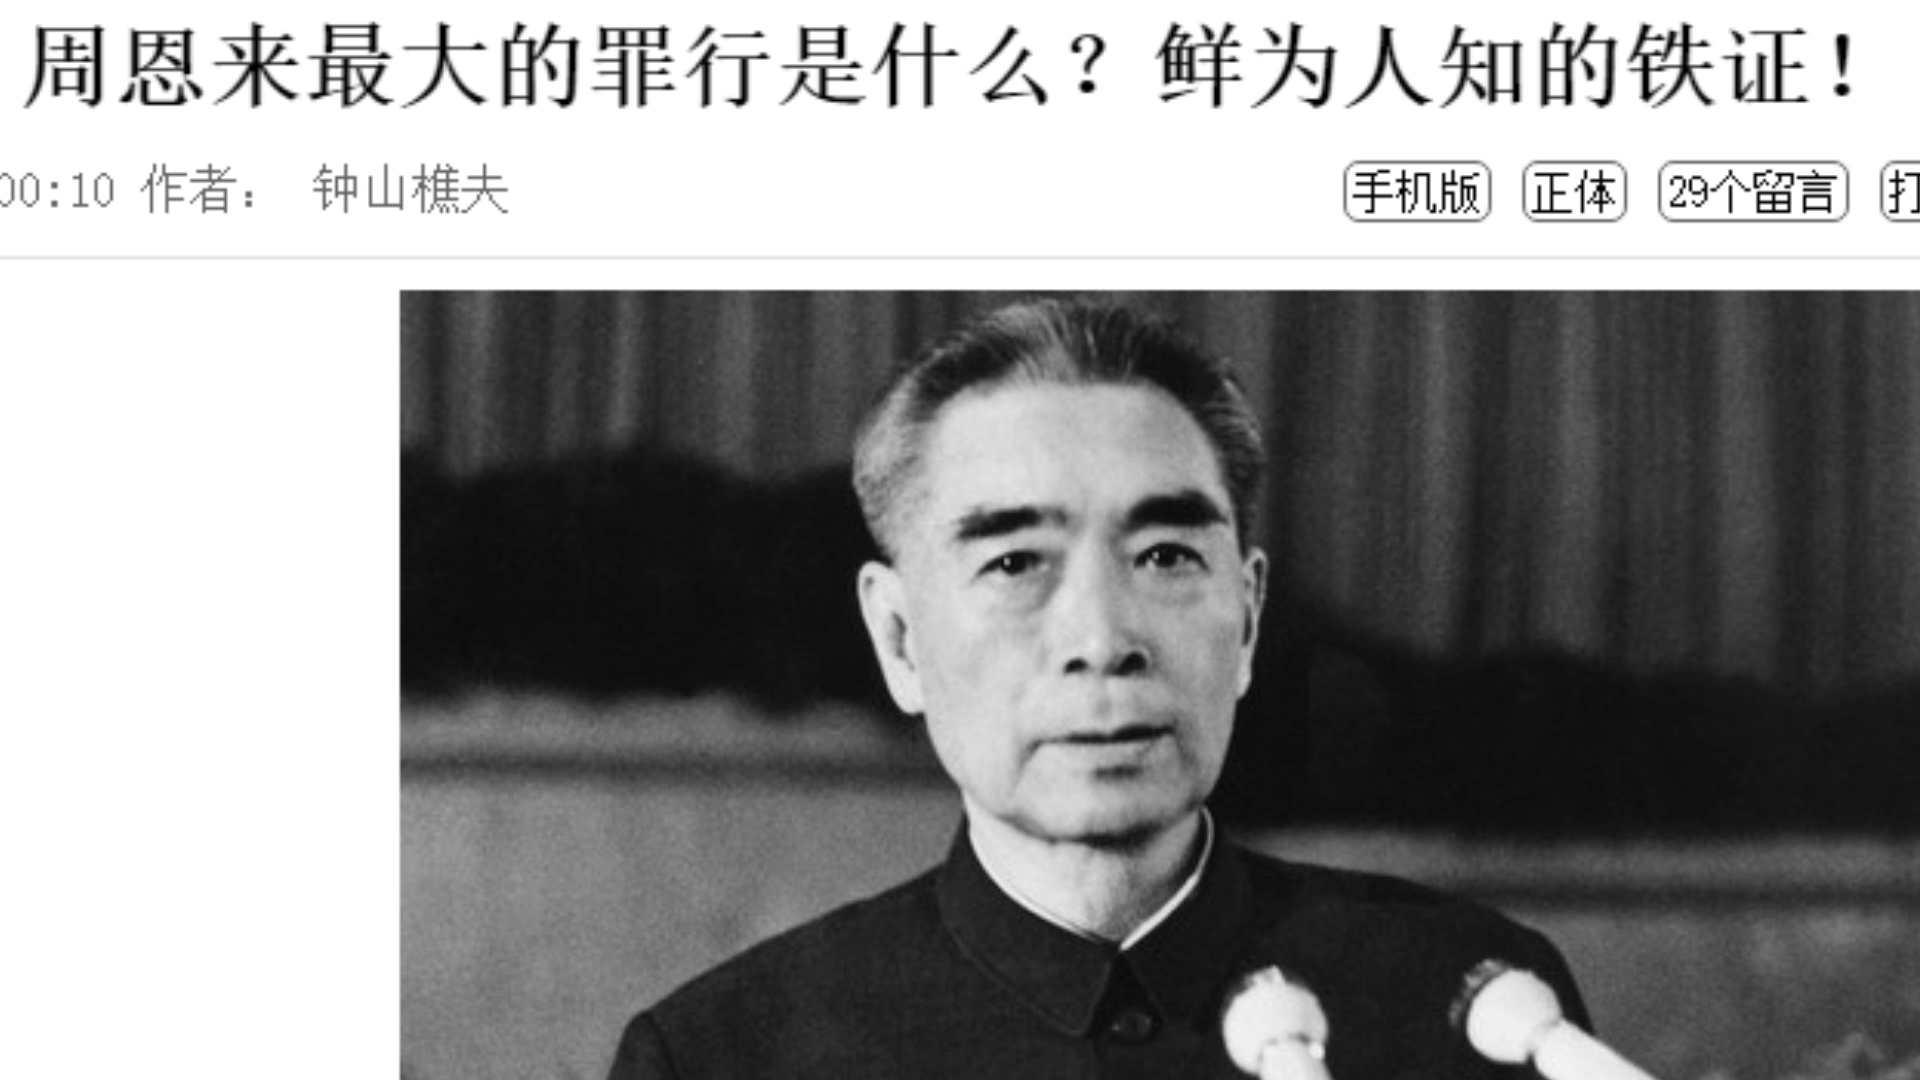 周恩来最大的罪行是什么？鲜为人知的铁证！
00:10 作者： 钟山樵夫 手机版 正体 29个留言 打